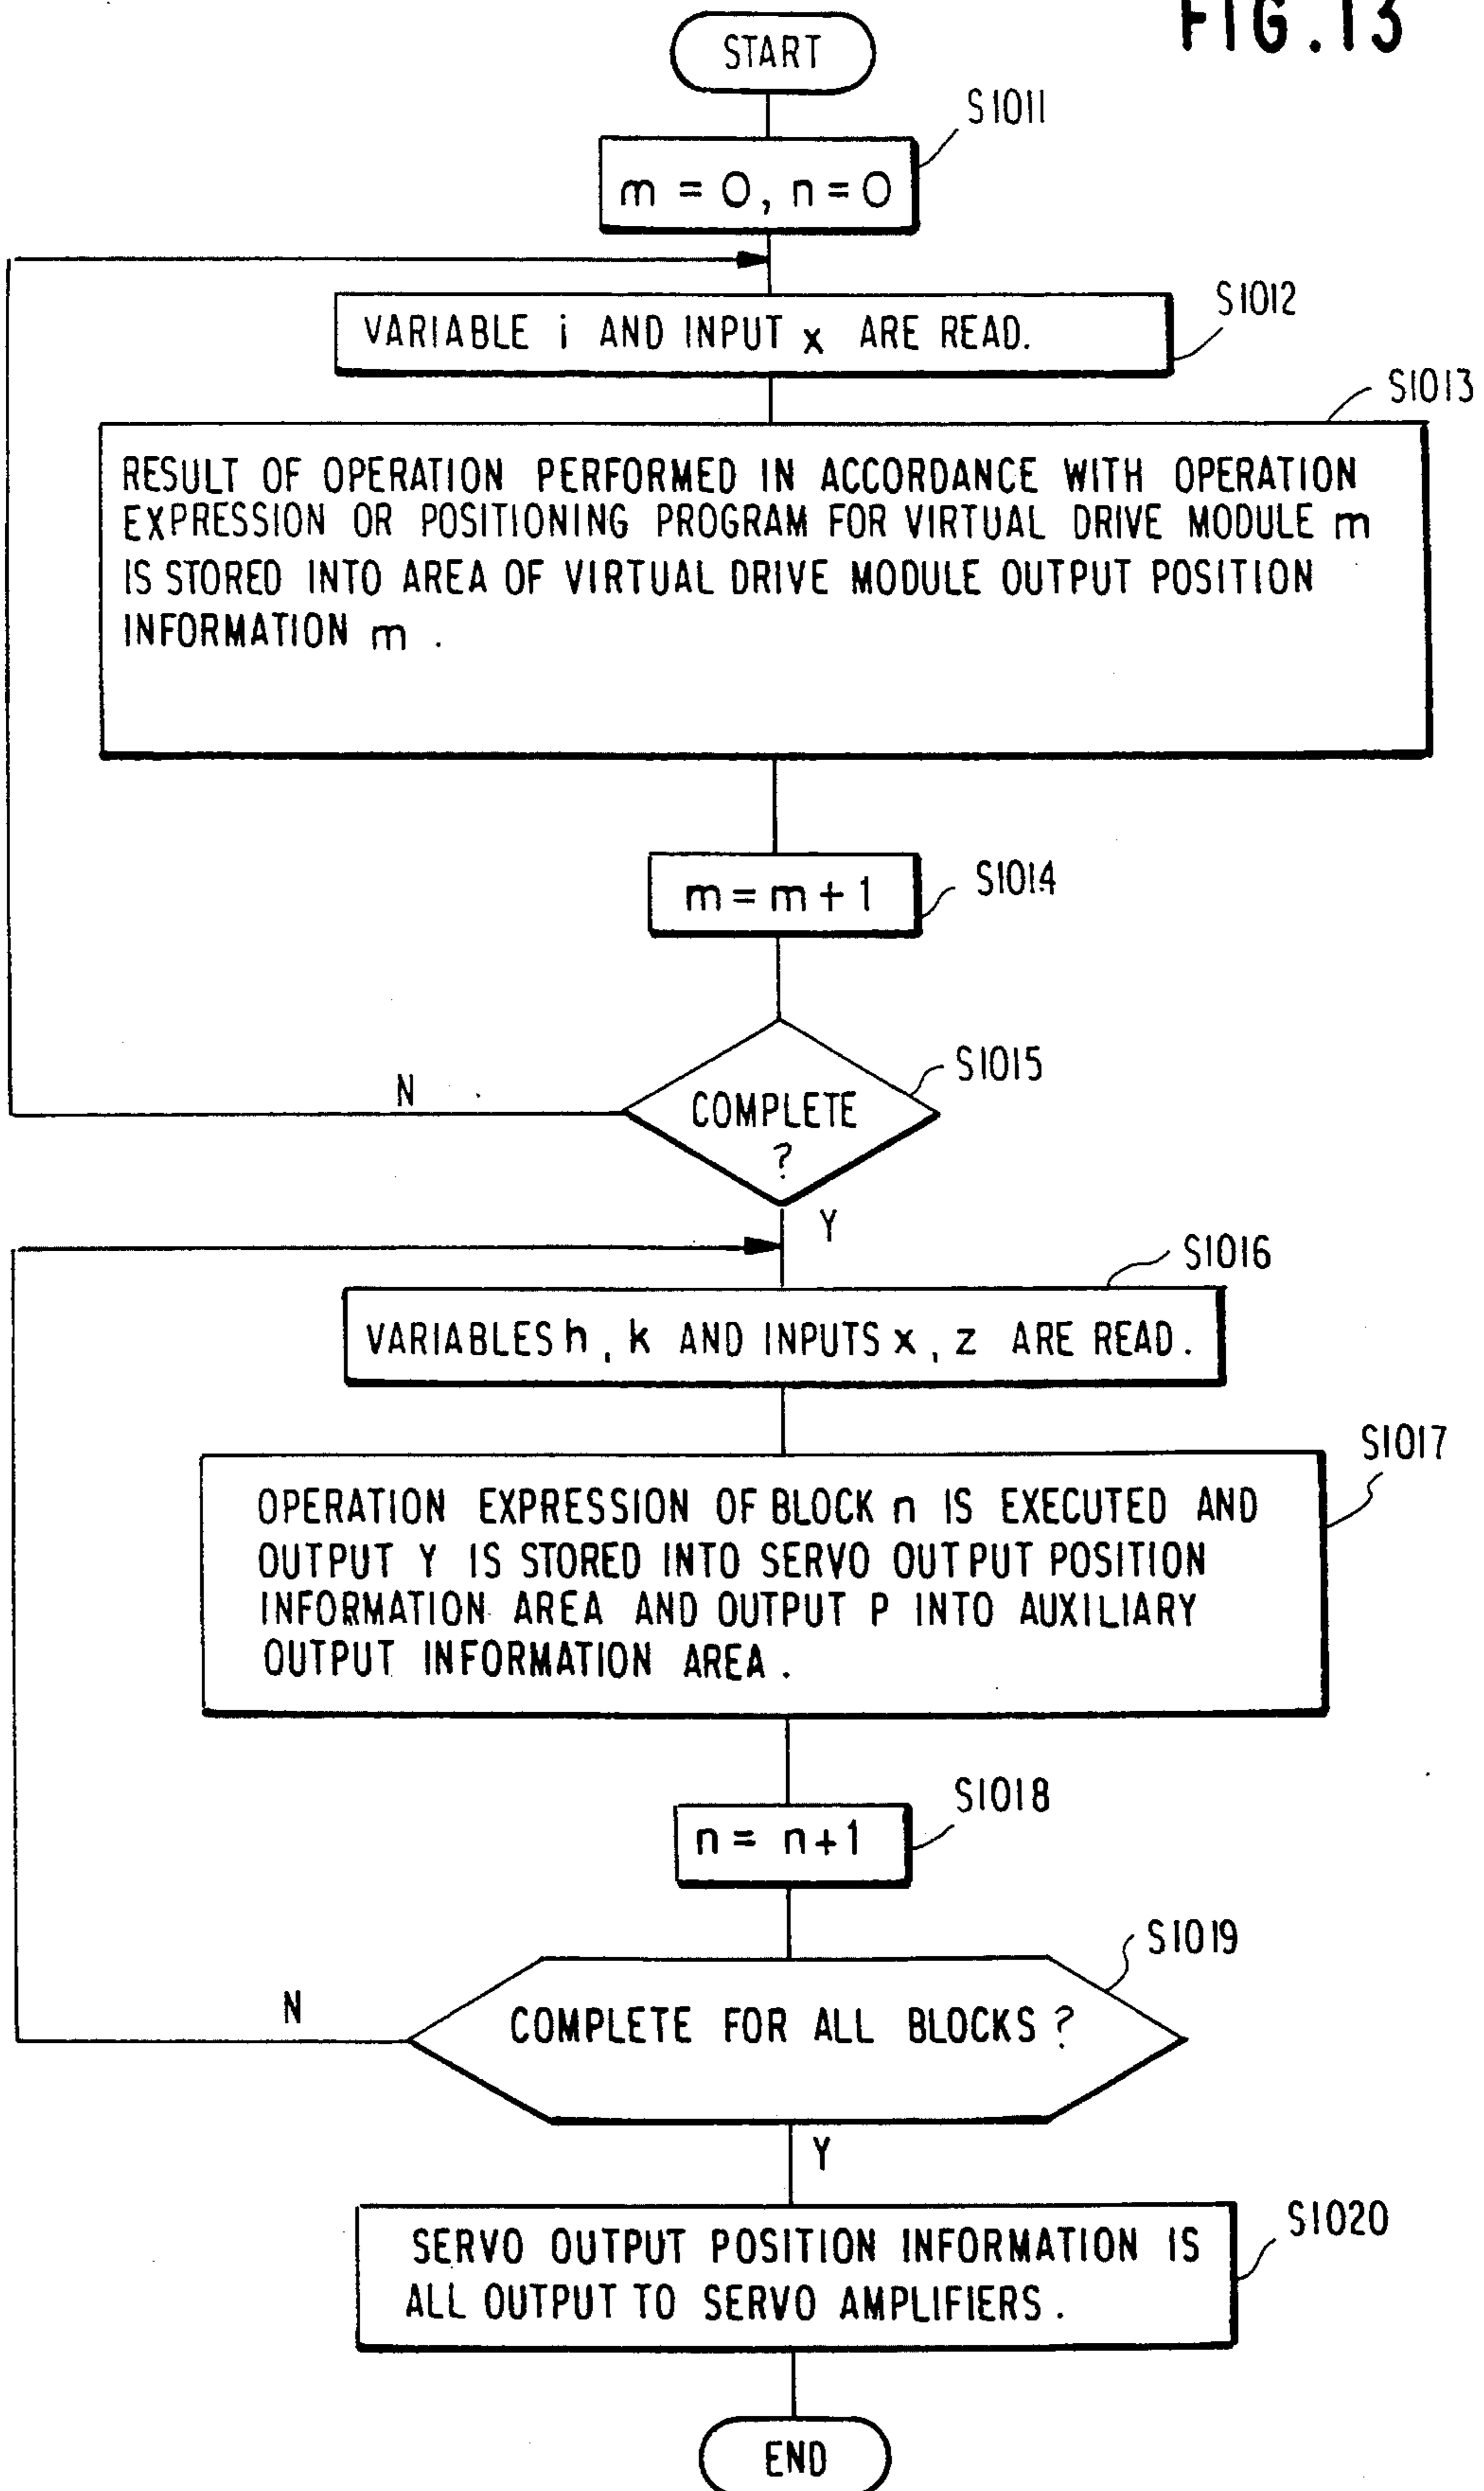 FIG.13
START
S1011
m = 0, n = 0
S1012
VARIABLE i AND INPUT x ARE READ.
S1013
RESULT OF OPERATION PERFORMED IN ACCORDANCE WITH OPERATION
EXPRESSION OR POSITIONING PROGRAM FOR VIRTUAL DRIVE MODULE m
IS STORED INTO AREA OF VIRTUAL DRIVE MODULE OUTPUT POSITION
INFORMATION m .
S1014
m = m + 1
S1015
COMPLETE
?
N
Y
S1016
VARIABLES h, k AND INPUTS x, z ARE READ.
S1017
OPERATION EXPRESSION OF BLOCK n IS EXECUTED AND
OUTPUT Y IS STORED INTO SERVO OUTPUT POSITION
INFORMATION AREA AND OUTPUT P INTO AUXILIARY
OUTPUT INFORMATION AREA .
S1018
n = n+1
S1019
COMPLETE FOR ALL BLOCKS ?
N
Y
S1020
SERVO OUTPUT POSITION INFORMATION IS
ALL OUTPUT TO SERVO AMPLIFIERS .
END